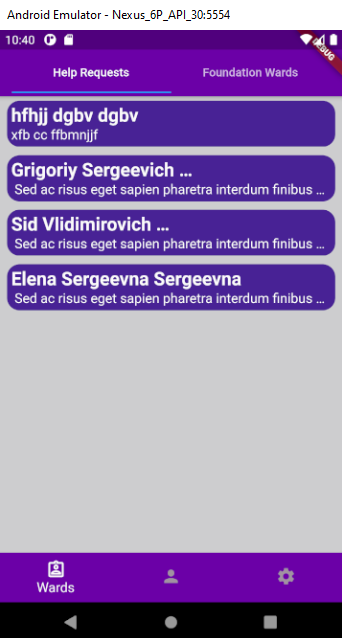 Android Emulator - Nexus_6P_API_30:5554
10:40
DEBUG
Help Requests
Foundation Wards
hfhjj dgbv dgbv
xfb cc ffbmnjjf
Grigoriy Sergeevich ...
Sed ac risus eget sapien pharetra interdum finibus ...
Sid Vlidimirovich ...
Sed ac risus eget sapien pharetra interdum finibus ...
Elena Sergeevna Sergeevna
Sed ac risus eget sapien pharetra interdum finibus ...
Wards